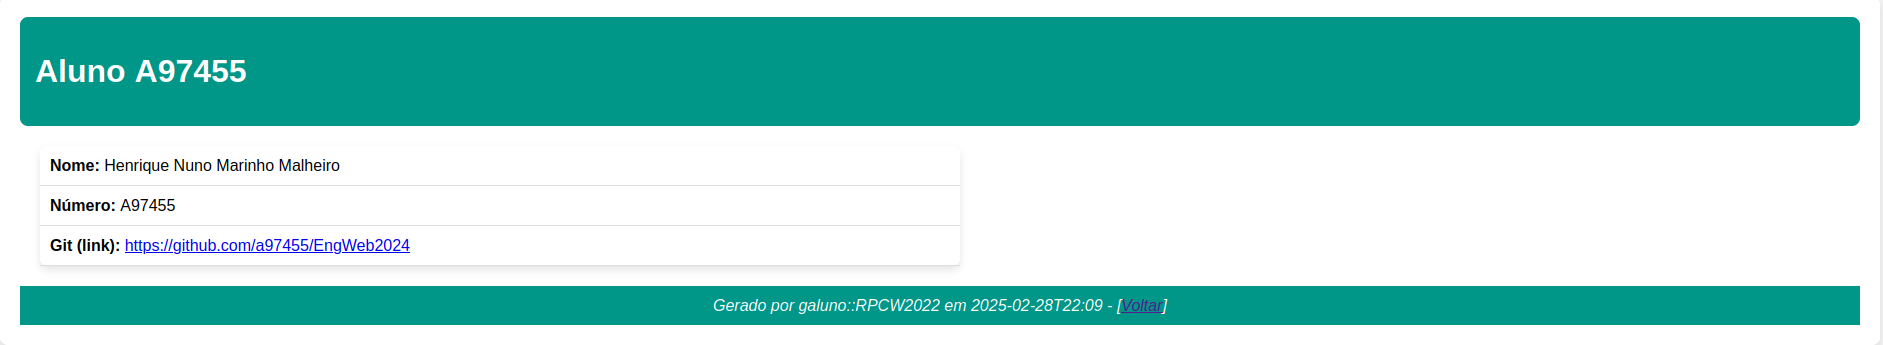 Aluno A97455
Nome: Henrique Nuno Marinho Malheiro
Número: A97455
Git (link): https://github.com/a97455/EngWeb2024
Gerado por galuno::RPCW2022 em 2025-02-28T22:09 - [Voltar]